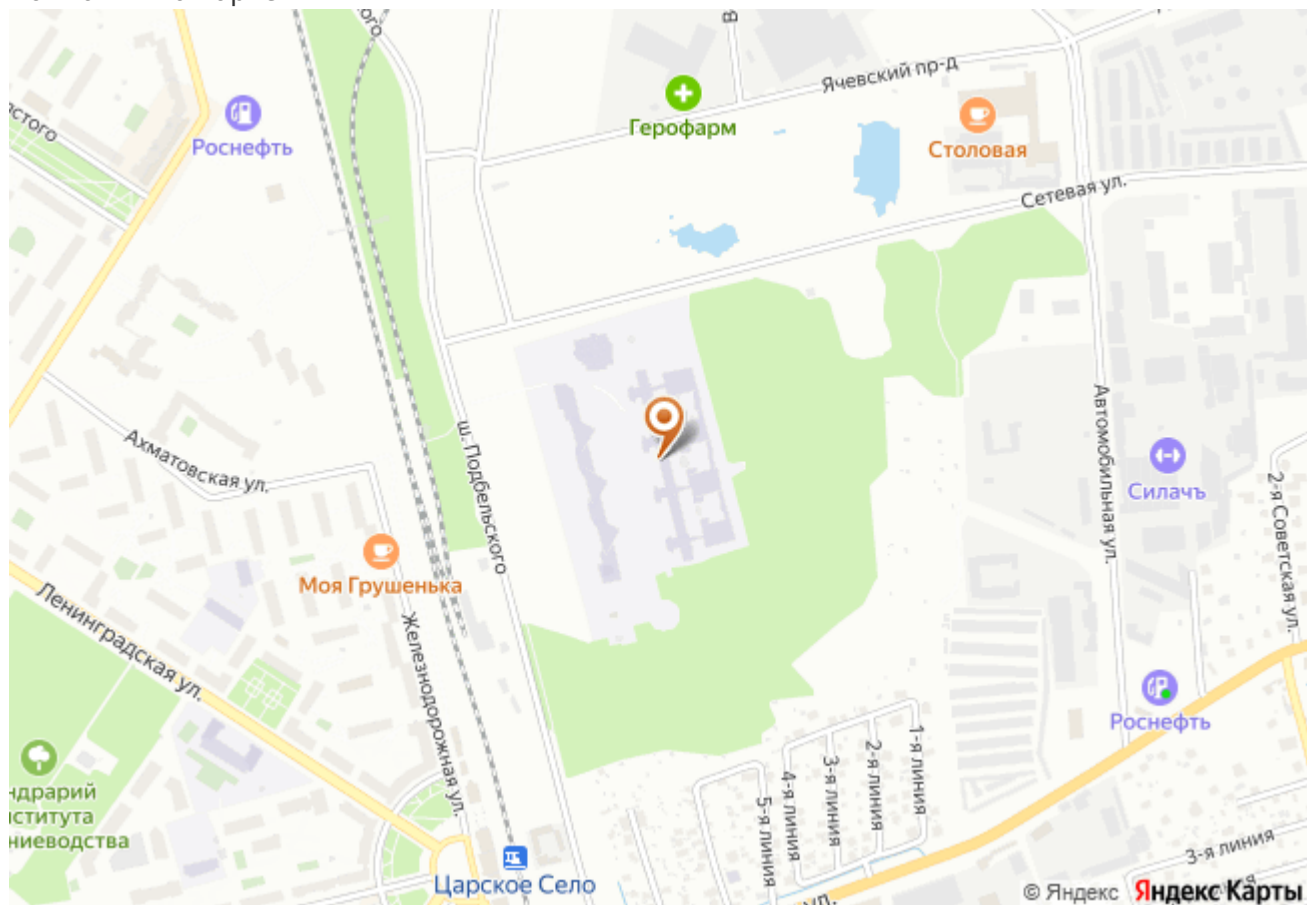 Ячевский пр-д
Герофарм
Роснефть
Столовая
Сетевая ул.
Ахматовская ул.
ш. Подбельского
Автомобильная ул.
Силачъ
2-я Советская ул.
Моя Грушенька
Ленинградская ул.
Железнодорожная ул.
Роснефть
1-я линия
2-я линия
3-я линия
4-я линия
5-я линия
3-я линия
Царское Село
© Яндекс Яндекс Карты